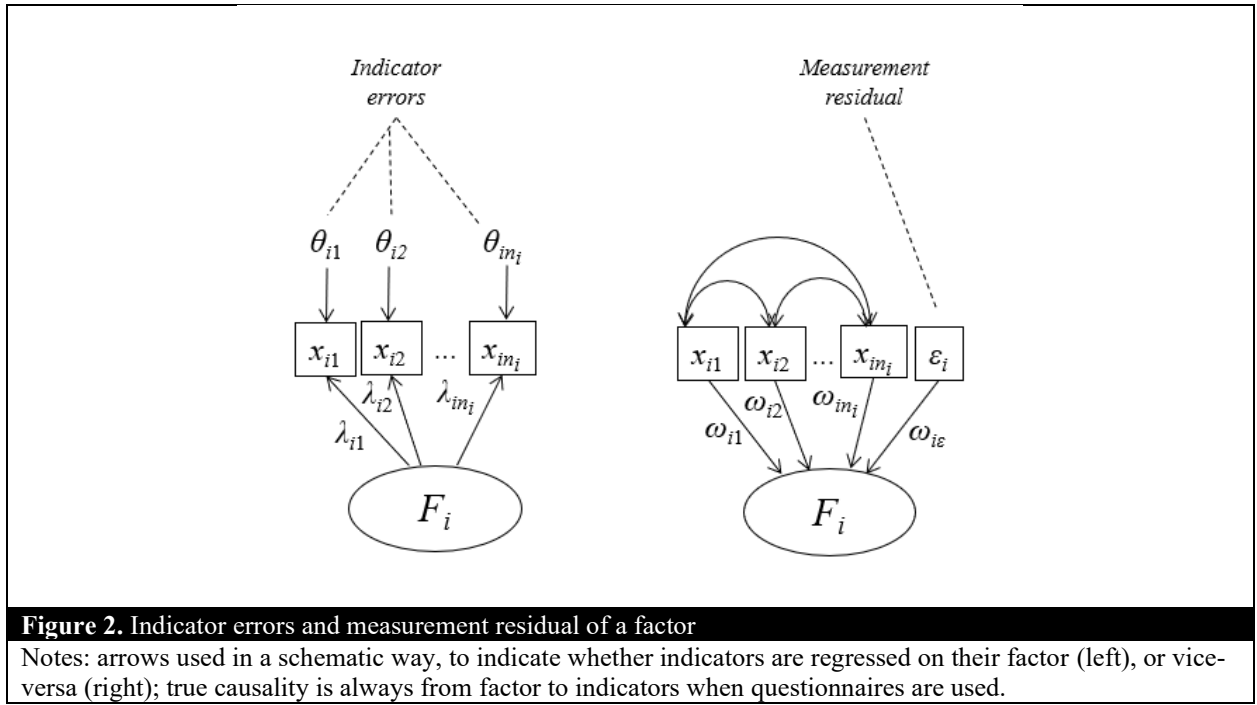 Indicator
errors
Measurement
residual
θi1 θi2 θini
xi1 xi2 ... xini
λi1 λi2 λini
Fi
xi1 xi2 ... xini εi
ωi1 ωi2 ωini ωiε
Fi
Figure 2. Indicator errors and measurement residual of a factor
Notes: arrows used in a schematic way, to indicate whether indicators are regressed on their factor (left), or vice-
versa (right); true causality is always from factor to indicators when questionnaires are used.